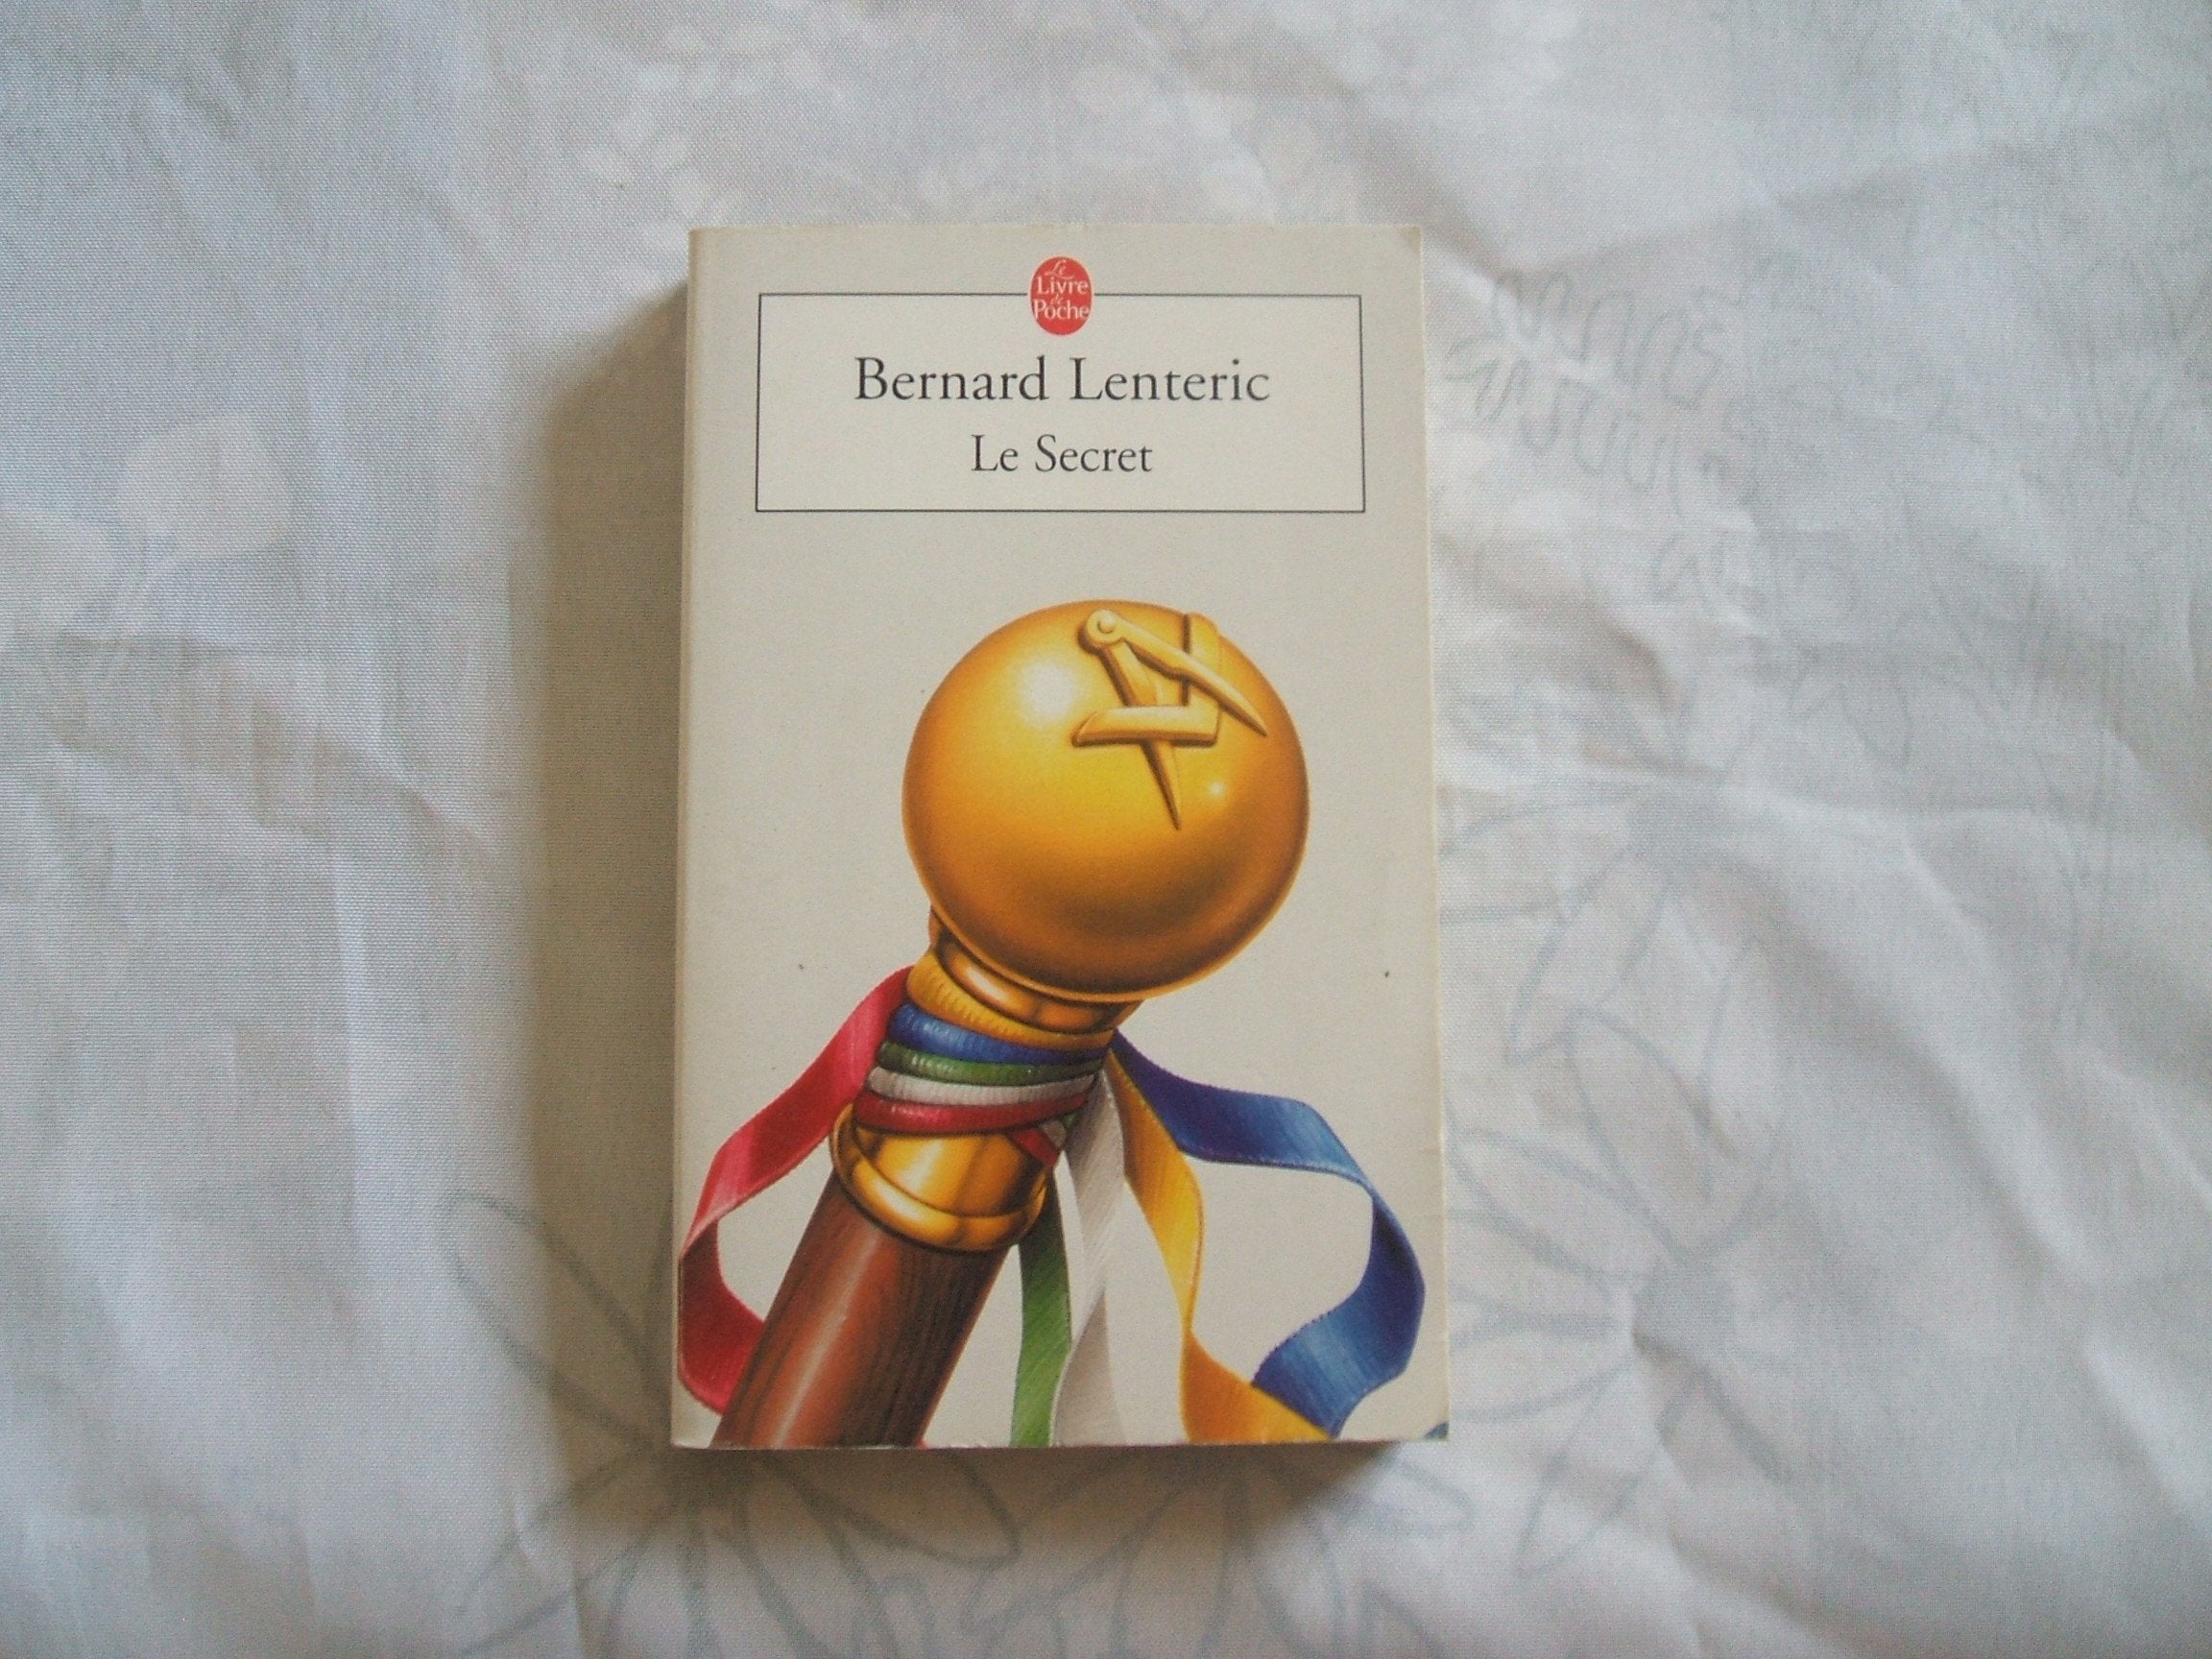 Le
Livre
de
Poche
Bernard Lenteric
Le Secret